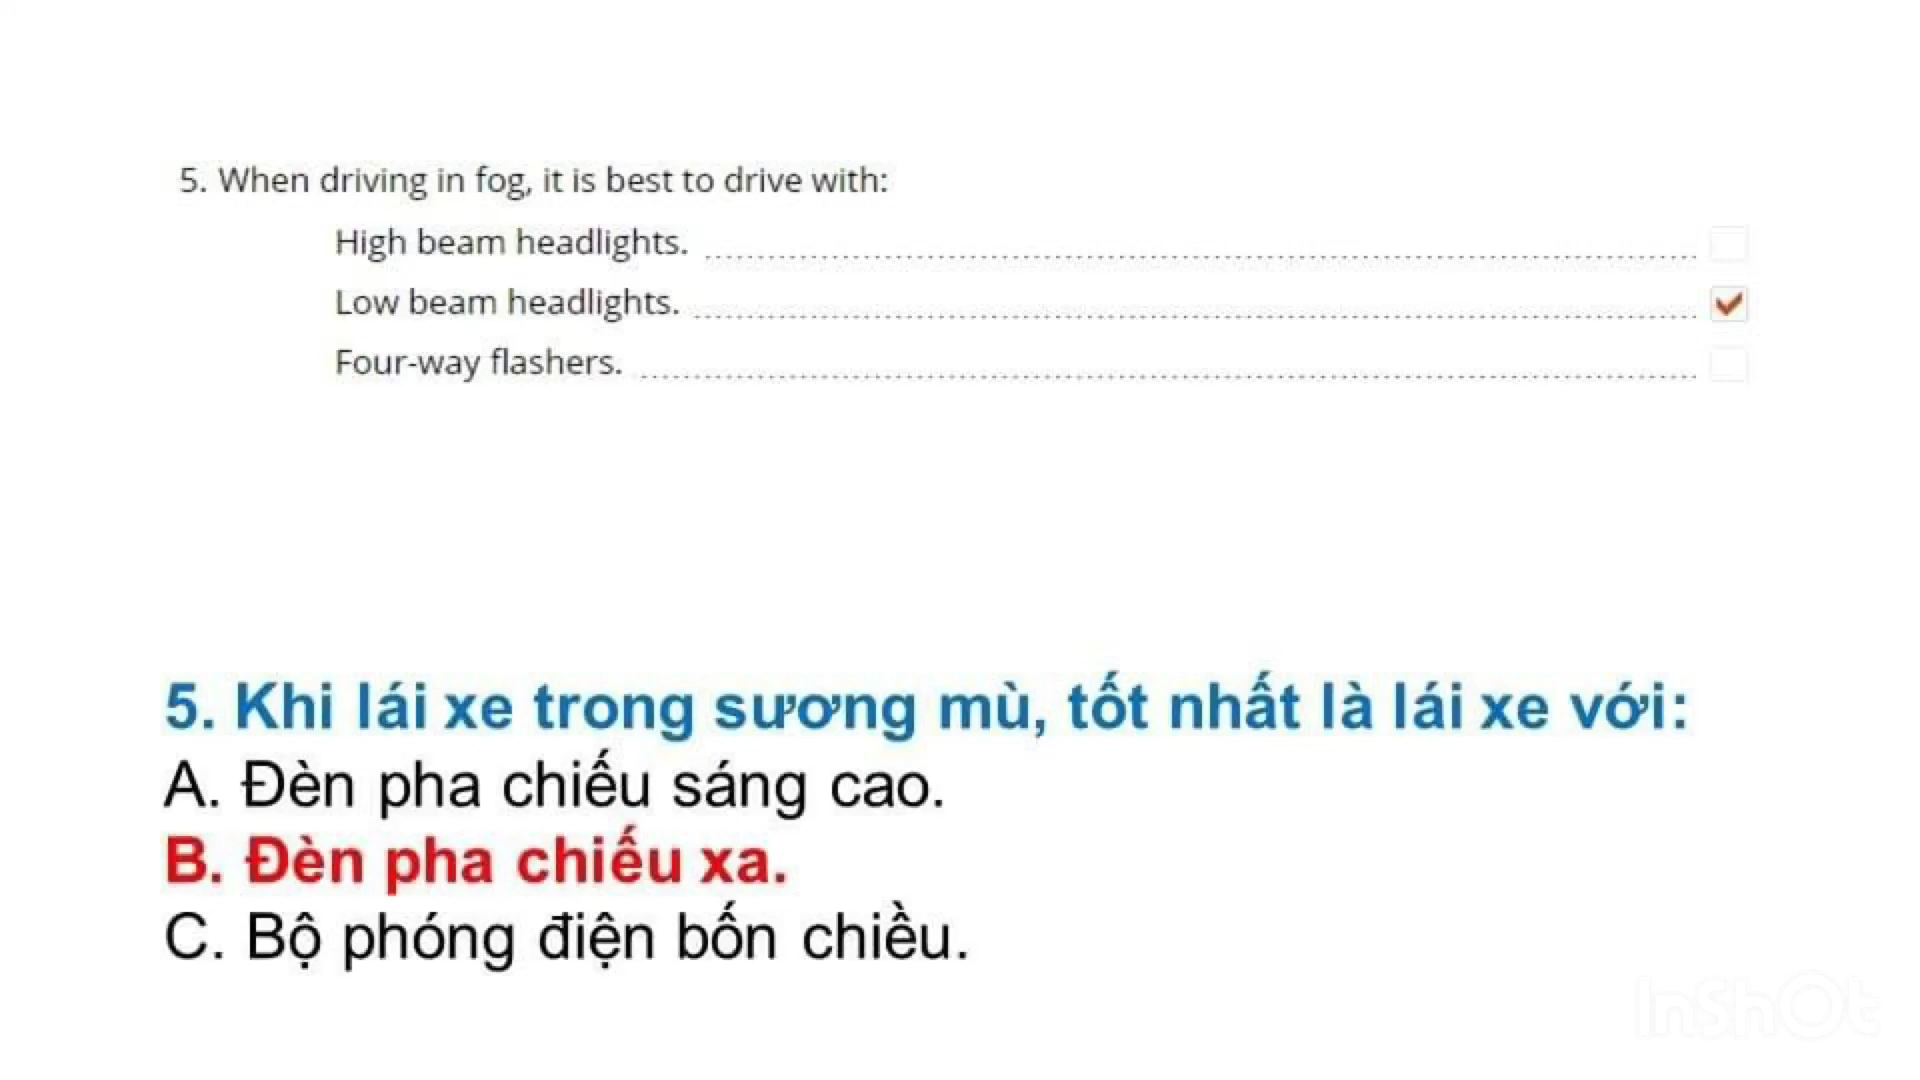 5. When driving in fog, it is best to drive with:
High beam headlights.
Low beam headlights.
Four-way flashers.
5. Khi lái xe trong sương mù, tốt nhất là lái xe với:
A. Đèn pha chiếu sáng cao.
B. Đèn pha chiếu xa.
C. Bộ phóng điện bốn chiều.
InShOt